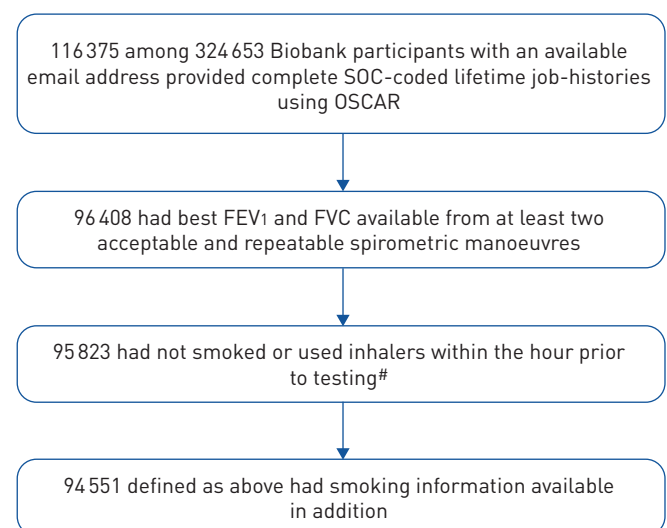 116 375 among 324 653 Biobank participants with an available
email address provided complete SOC-coded lifetime job-histories
using OSCAR
96 408 had best FEV1 and FVC available from at least two
acceptable and repeatable spirometric manoeuvres
95 823 had not smoked or used inhalers within the hour prior
to testing#
94 551 defined as above had smoking information available
in addition